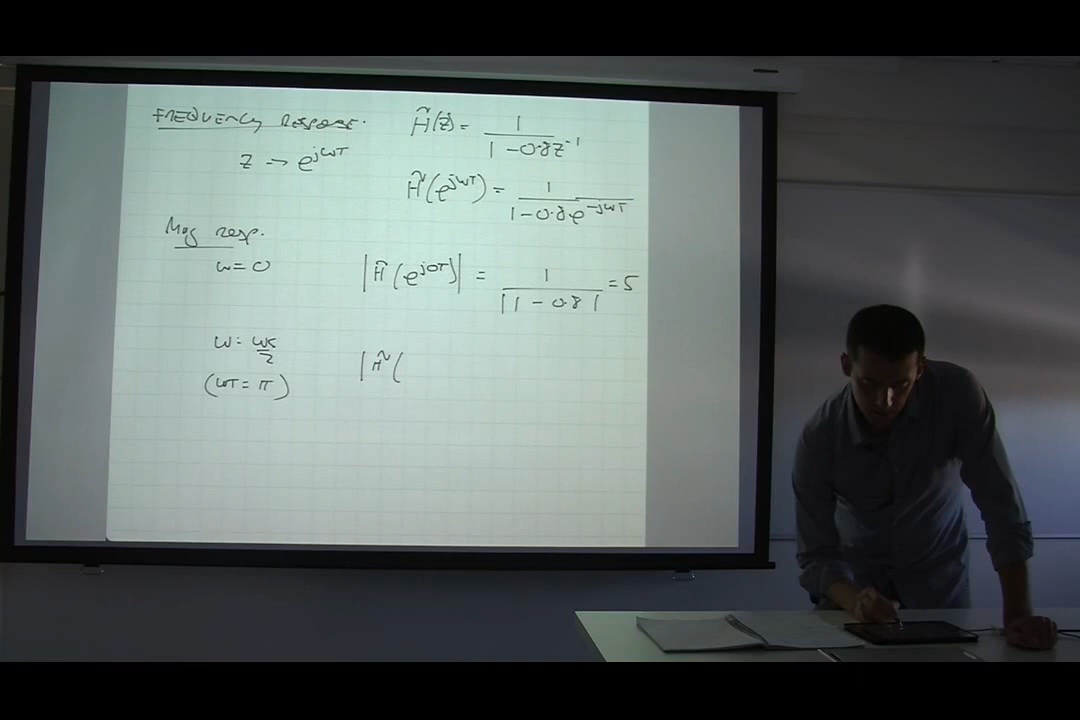 FREQUENCY RESPONSE. H̃(z) = 1 / (1 - 0.8z⁻¹)
z → e^{jωT}
H̃(e^{jωT}) = 1 / (1 - 0.8e^{-jωT})
Mag resp.
ω = 0 |H̃(e^{j0T})| = 1 / |1 - 0.8| = 5
ω = ωs/2 |H̃(
(ωT = π)